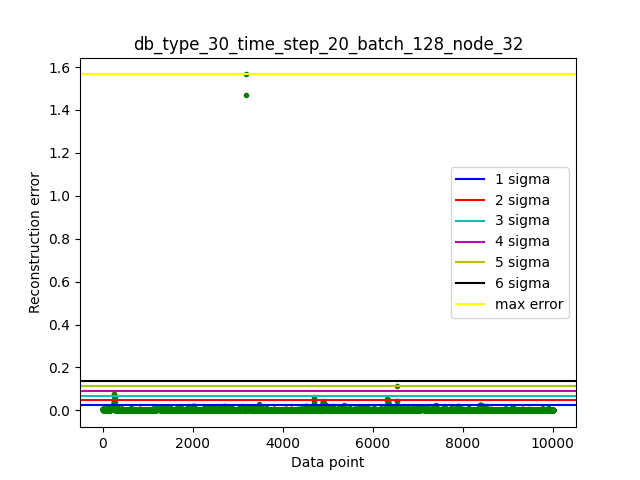 db_type_30_time_step_20_batch_128_node_32
1.6
1.4
1.2
1.0
0.8
0.6
0.4
0.2
0.0
Reconstruction error
1 sigma
2 sigma
3 sigma
4 sigma
5 sigma
6 sigma
max error
0
2000
4000
6000
8000
10000
Data point